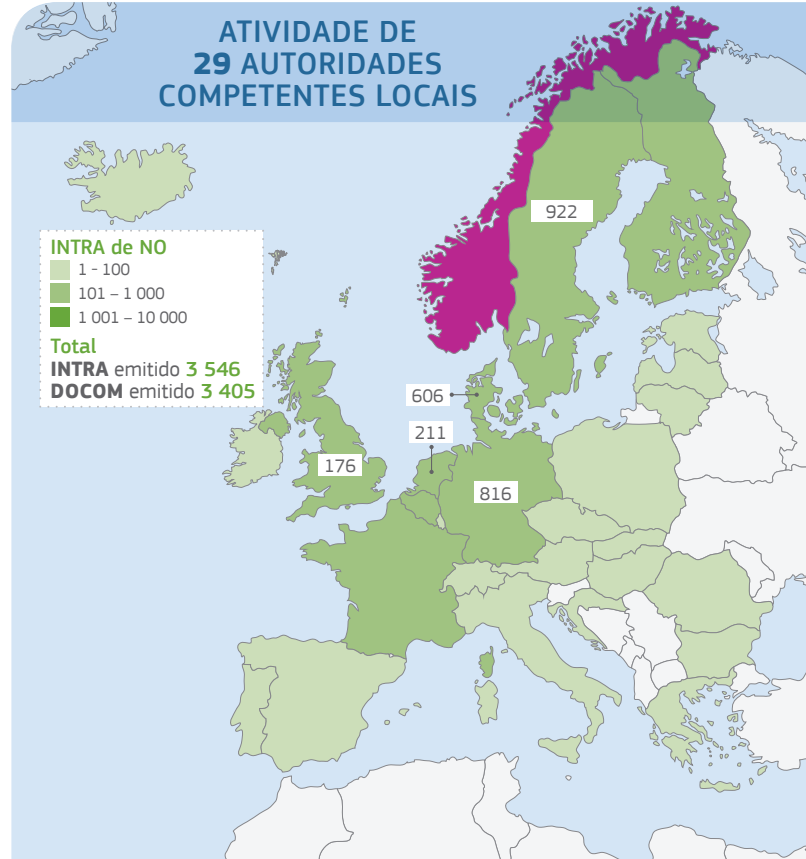 ATIVIDADE DE
29 AUTORIDADES
COMPETENTES LOCAIS
INTRA de NO
1 - 100
101 – 1 000
1 001 – 10 000
Total
INTRA emitido 3 546
DOCOM emitido 3 405
922
606
211
176
816